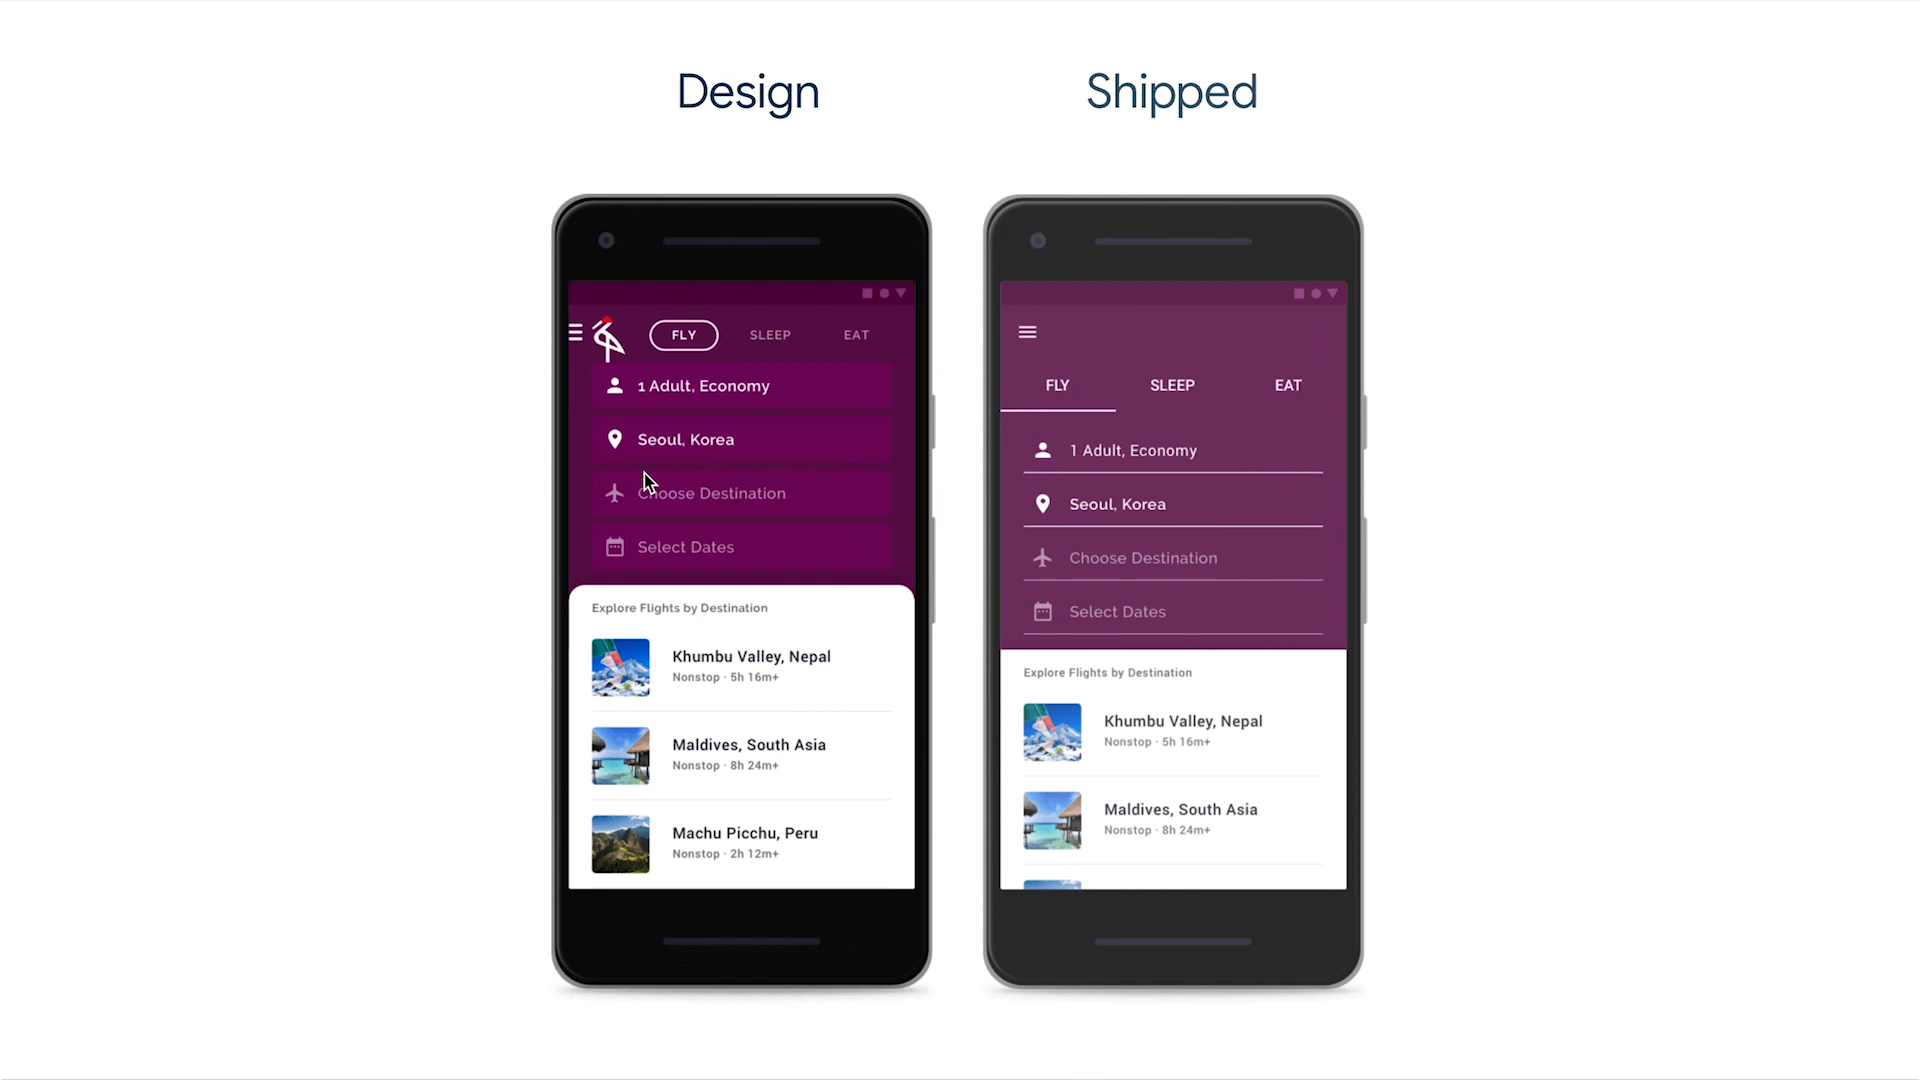 Design
Shipped
FLY SLEEP EAT
1 Adult, Economy
Seoul, Korea
Choose Destination
Select Dates
Explore Flights by Destination
Khumbu Valley, Nepal
Nonstop · 5h 16m+
Maldives, South Asia
Nonstop · 8h 24m+
Machu Picchu, Peru
Nonstop · 2h 12m+
FLY SLEEP EAT
1 Adult, Economy
Seoul, Korea
Choose Destination
Select Dates
Explore Flights by Destination
Khumbu Valley, Nepal
Nonstop · 5h 16m+
Maldives, South Asia
Nonstop · 8h 24m+